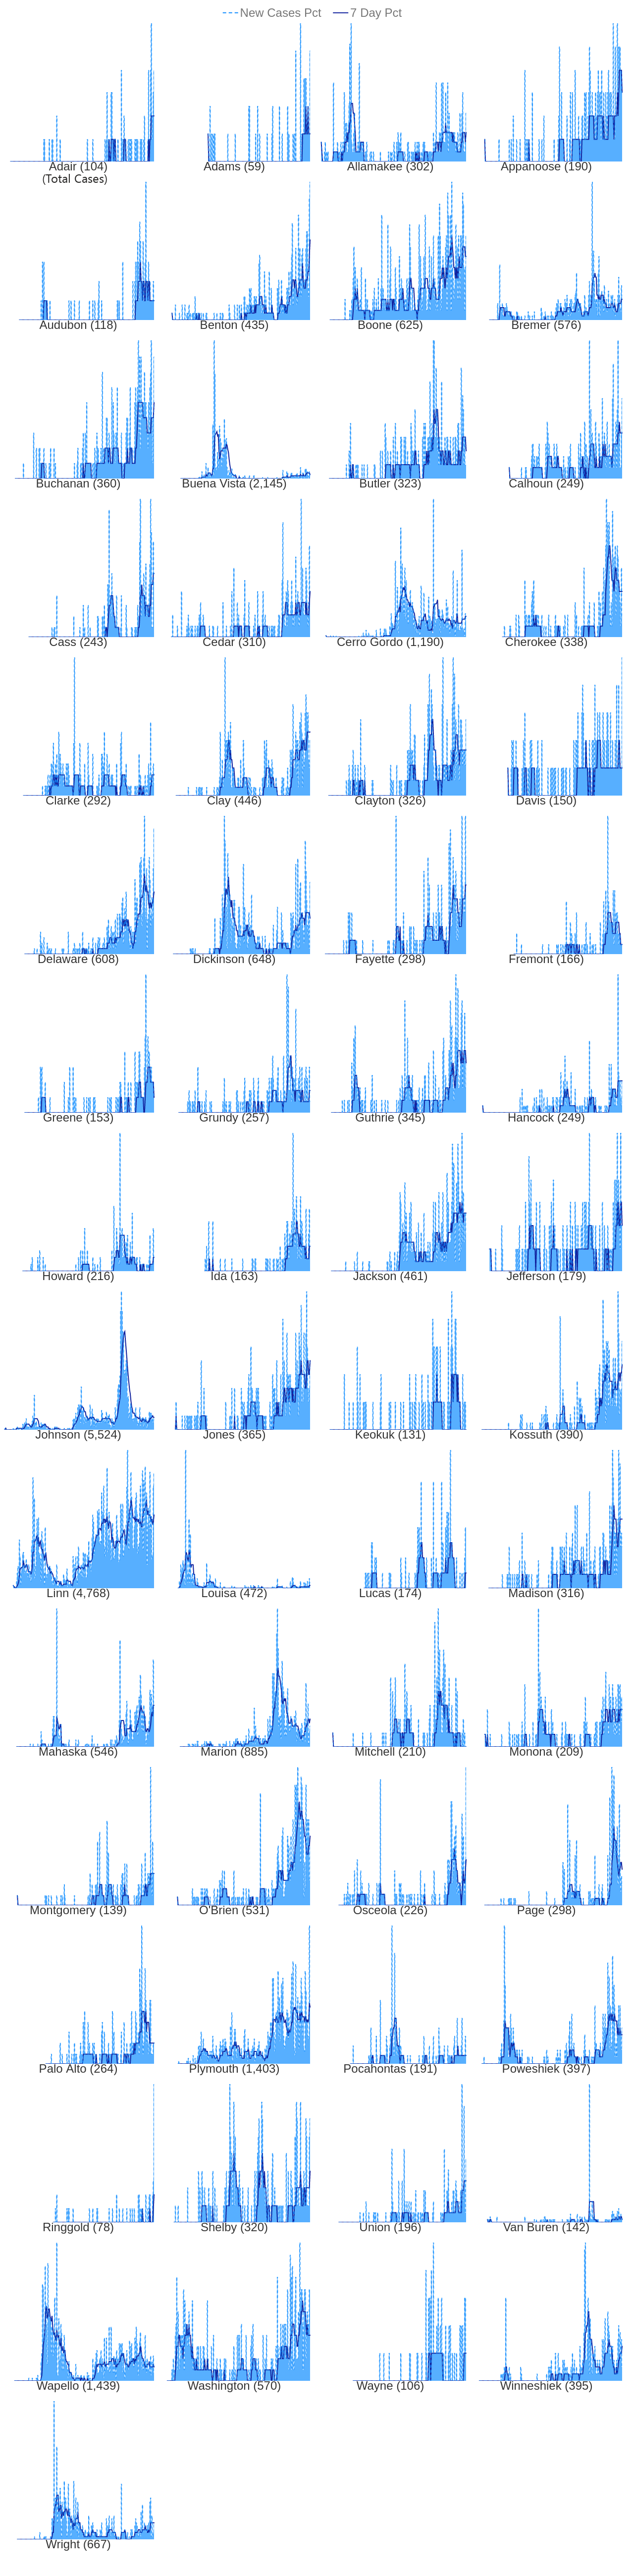 New Cases Pct 7 Day Pct
Adair (104) Adams (59) Allamakee (302) Appanoose (190)
(Total Cases)
Audubon (118) Benton (435) Boone (625) Bremer (576)
Buchanan (360) Buena Vista (2,145) Butler (323) Calhoun (249)
Cass (243) Cedar (310) Cerro Gordo (1,190) Cherokee (338)
Clarke (292) Clay (446) Clayton (326) Davis (150)
Delaware (608) Dickinson (648) Fayette (298) Fremont (166)
Greene (153) Grundy (257) Guthrie (345) Hancock (249)
Howard (216) Ida (163) Jackson (461) Jefferson (179)
Johnson (5,524) Jones (365) Keokuk (131) Kossuth (390)
Linn (4,768) Louisa (472) Lucas (174) Madison (316)
Mahaska (546) Marion (885) Mitchell (210) Monona (209)
Montgomery (139) O'Brien (531) Osceola (226) Page (298)
Palo Alto (264) Plymouth (1,403) Pocahontas (191) Poweshiek (397)
Ringgold (78) Shelby (320) Union (196) Van Buren (142)
Wapello (1,439) Washington (570) Wayne (106) Winneshiek (395)
Wright (667)